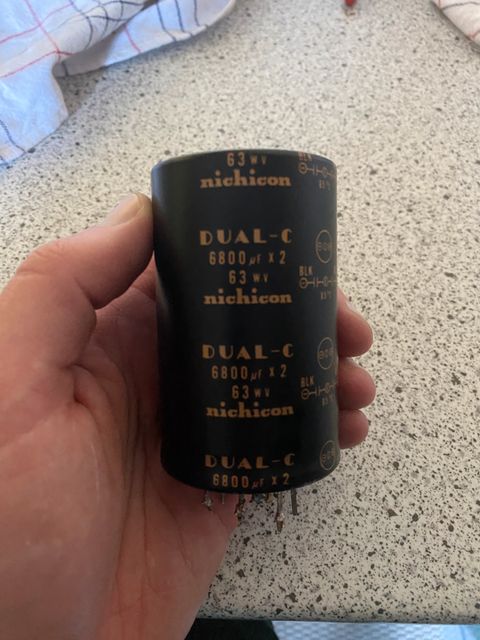 63 WV
nichicon
DUAL-C
6800 µF X 2
63 WV
nichicon
BLK
85°C
DUAL-C
6800 µF X 2
63 WV
nichicon
BLK
DUAL-C
6800 µF X 2